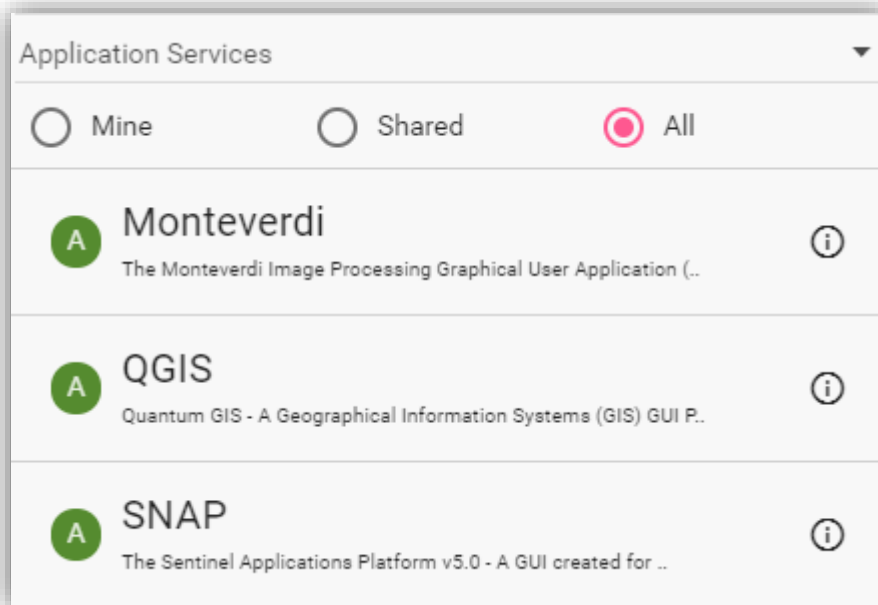 Application Services
Mine Shared All
A Monteverdi
The Monteverdi Image Processing Graphical User Application (..
A QGIS
Quantum GIS - A Geographical Information Systems (GIS) GUI P..
A SNAP
The Sentinel Applications Platform v5.0 - A GUI created for ..